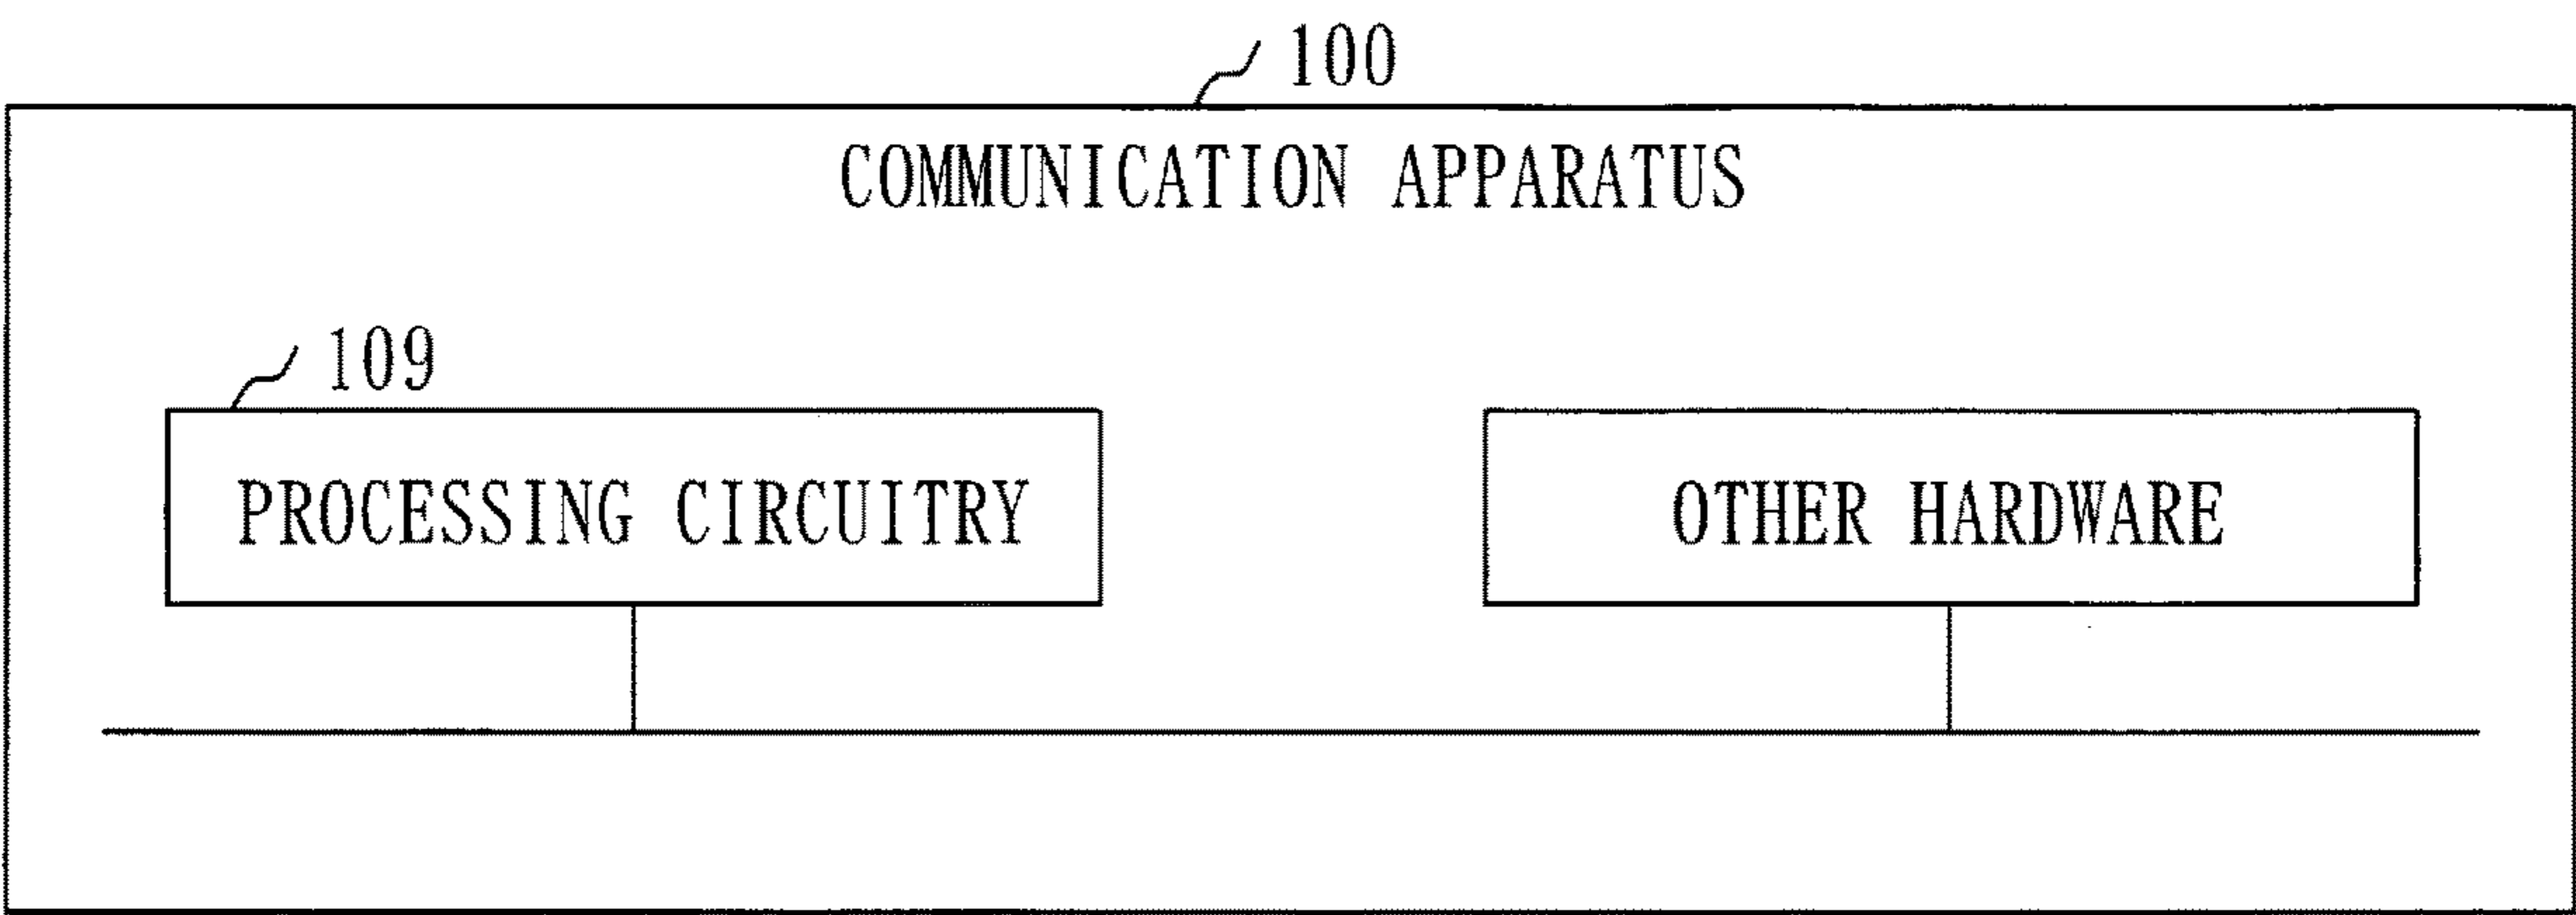 100
COMMUNICATION APPARATUS
109
PROCESSING CIRCUITRY
OTHER HARDWARE